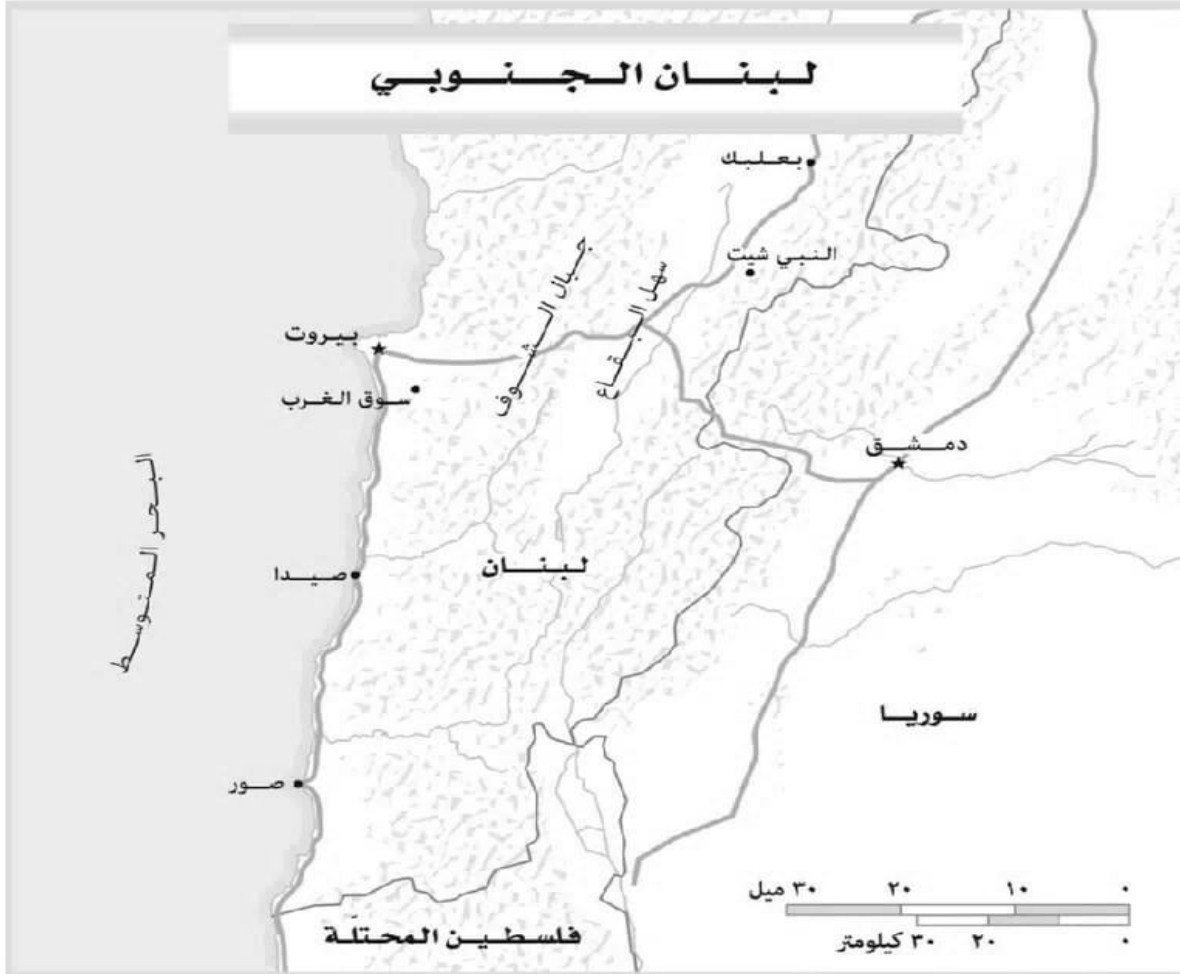 لبنان الجنوبي
بعلبك
النبي شيت
جبال الشوف
سهل البقاع
بيروت
سوق الغرب
دمشق
البحر المتوسط
لبنان
صيدا
سوريا
صور
٠ ١٠ ٢٠ ٣٠ ميل
٠ ٢٠ ٣٠ كيلومتر
فلسطين المحتلّة